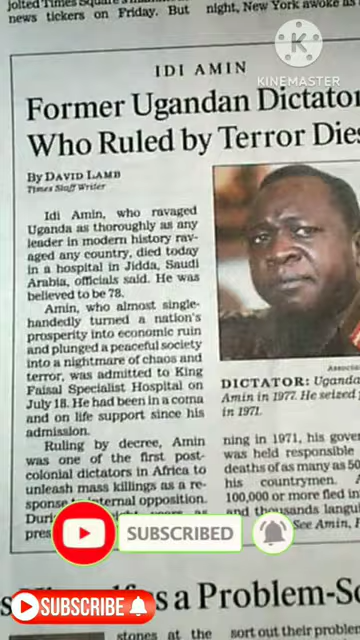 jolted Times Square's
news tickers on Friday. But
night, New York awoke as
KINEMASTER
IDI AMIN
Former Ugandan Dictator
Who Ruled by Terror Dies
By DAVID LAMB
Times Staff Writer
Idi Amin, who ravaged
Uganda as thoroughly as any
leader in modern history rav-
aged any country, died today
in a hospital in Jidda, Saudi
Arabia, officials said. He was
believed to be 78.
Amin, who almost single-
handedly turned a nation's
prosperity into economic ruin
and plunged a peaceful society
into a nightmare of chaos and
terror, was admitted to King
Faisal Specialist Hospital on
July 18. He had been in a coma
and on life support since his
admission.
Ruling by decree, Amin
was one of the first post-
colonial dictators in Africa to
unleash mass killings as a re-
sponse to internal opposition.
Associa
DICTATOR: Uganda
Amin in 1977. He seized
in 1971.
ning in 1971, his gover
was held responsible
deaths of as many as 50
his countrymen. A
100,000 or more fled in
and thousands langui
See Amin,
SUBSCRIBED
SUBSCRIBE
s a Problem-So
stones at the
sort out their problem